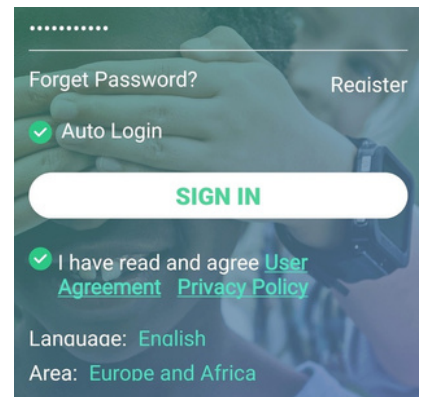 •••••••••••
Forget Password? Register
Auto Login
SIGN IN
I have read and agree User
Agreement Privacy Policy
Language: English
Area: Europe and Africa